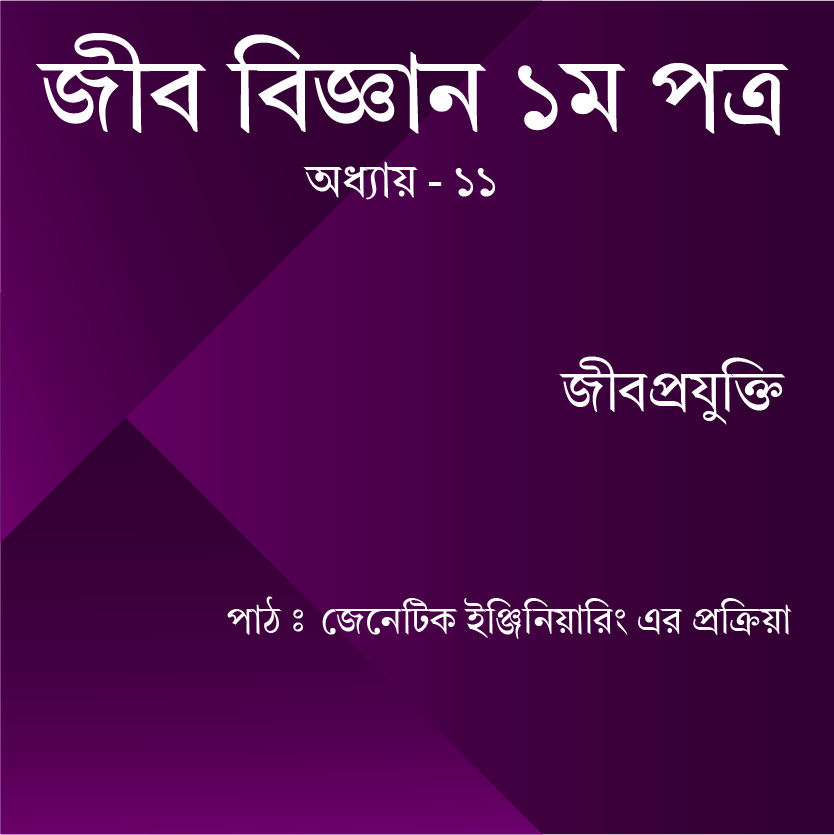 জীব বিজ্ঞান ১ম পত্র
অধ্যায় - ১১
জীবপ্রযুক্তি
পাঠ ঃ জেনেটিক ইঞ্জিনিয়ারিং এর প্রক্রিয়া